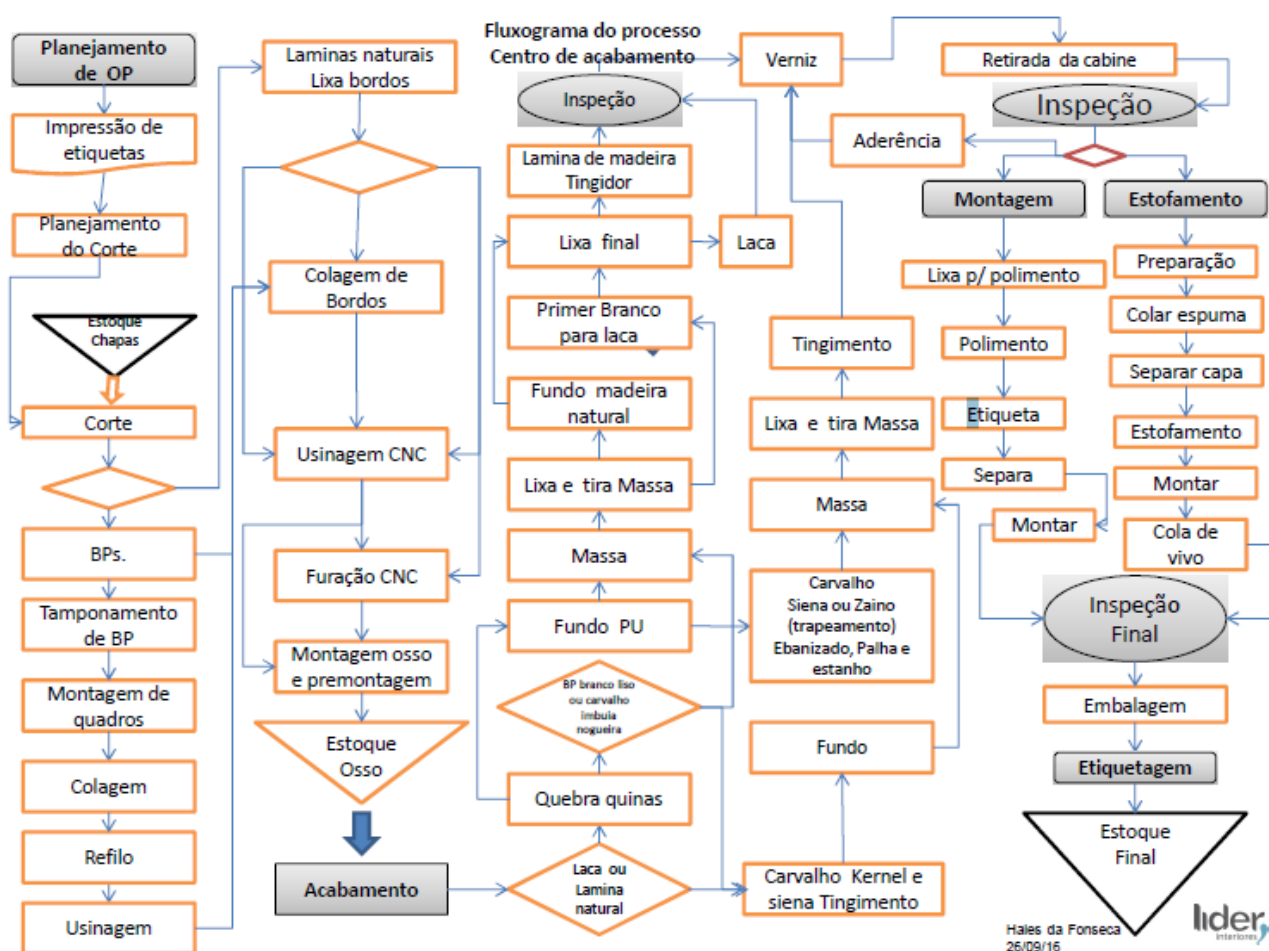 Planejamento
de OP
Impressão de
etiquetas
Planejamento
do Corte
Estoque
Chapas
Corte
BPs.
Tamponamento
de BP
Montagem de
quadros
Colagem
Refilo
Usinagem
Laminas naturais
Lixa bordos
Colagem de
Bordos
Usinagem CNC
Furação CNC
Montagem osso
e premontagem
Estoque
Osso
Acabamento
Fluxograma do processo
Centro de acabamento
Inspeção
Lamina de madeira
Tingidor
Lixa final
Laca
Primer Branco
para laca
Fundo madeira
natural
Lixa e tira Massa
Massa
Fundo PU
BP branco liso
ou carvalho
imbuia
nogueira
Quebra quinas
Laca ou
Lamina
natural
Verniz
Aderência
Tingimento
Lixa e tira Massa
Massa
Carvalho
Siena ou Zaino
(trapeamento)
Ebanizado, Palha e
estanho
Fundo
Carvalho Kernel e
siena Tingimento
Retirada da cabine
Inspeção
Montagem
Lixa p/ polimento
Polimento
Etiqueta
Separa
Montar
Estofamento
Preparação
Colar espuma
Separar capa
Estofamento
Montar
Cola de
vivo
Inspeção
Final
Embalagem
Etiquetagem
Estoque
Final
Hales da Fonseca
26/09/16
lider
interiores